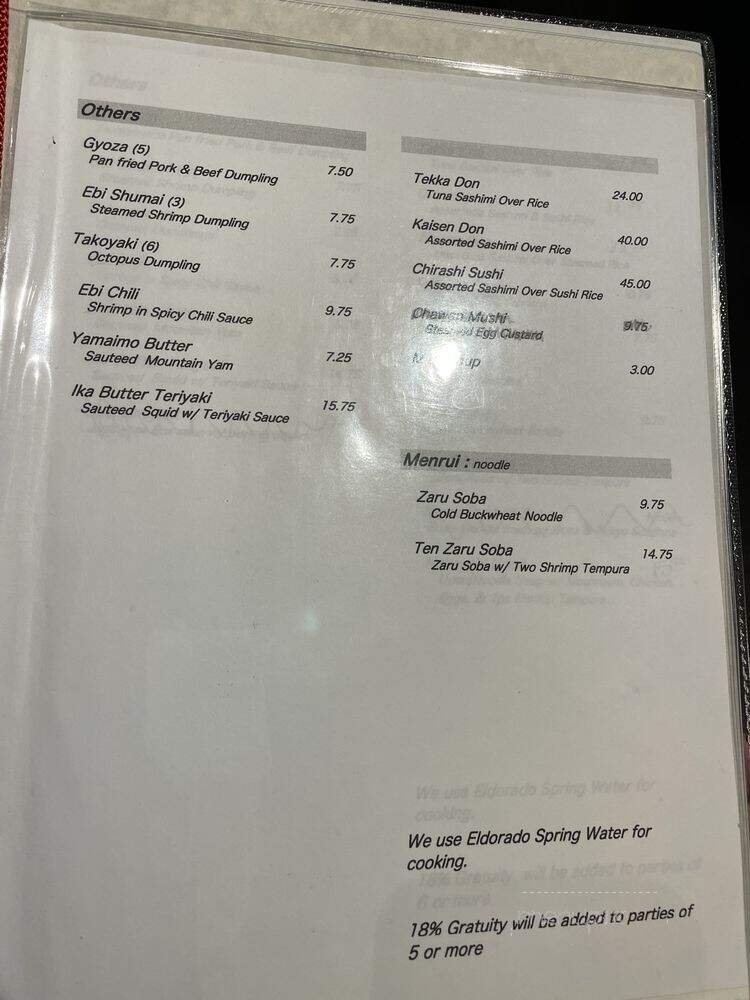 Others
Gyoza (5) 7.50
Pan fried Pork & Beef Dumpling
Ebi Shumai (3) 7.75
Steamed Shrimp Dumpling
Takoyaki (6) 7.75
Octopus Dumpling
Ebi Chili 9.75
Shrimp in Spicy Chili Sauce
Yamaimo Butter 7.25
Sauteed Mountain Yam
Ika Butter Teriyaki 15.75
Sauteed Squid w/ Teriyaki Sauce
Tekka Don 24.00
Tuna Sashimi Over Rice
Kaisen Don 40.00
Assorted Sashimi Over Rice
Chirashi Sushi 45.00
Assorted Sashimi Over Sushi Rice
Chawan Mushi 9.75
Steamed Egg Custard
3.00
Menrui : noodle
Zaru Soba 9.75
Cold Buckwheat Noodle
Ten Zaru Soba 14.75
Zaru Soba w/ Two Shrimp Tempura
We use Eldorado Spring Water for
cooking.
18% Gratuity will be added to parties of
5 or more